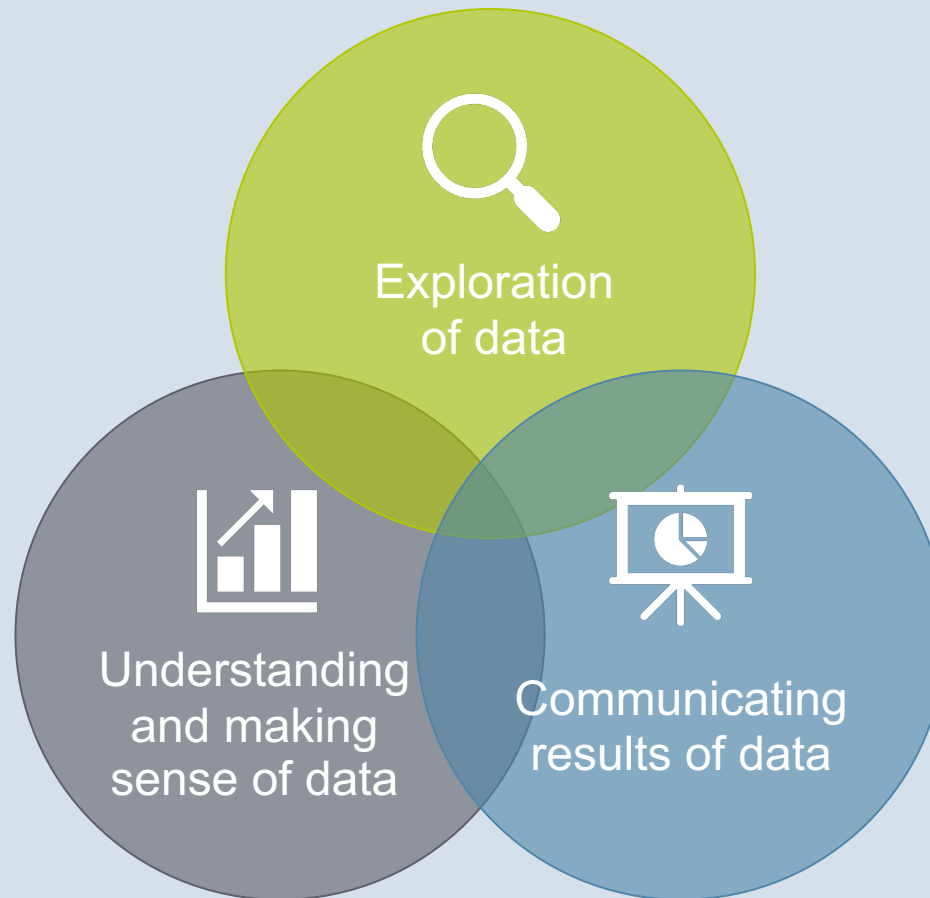 Exploration
of data
Understanding
and making
sense of data
Communicating
results of data